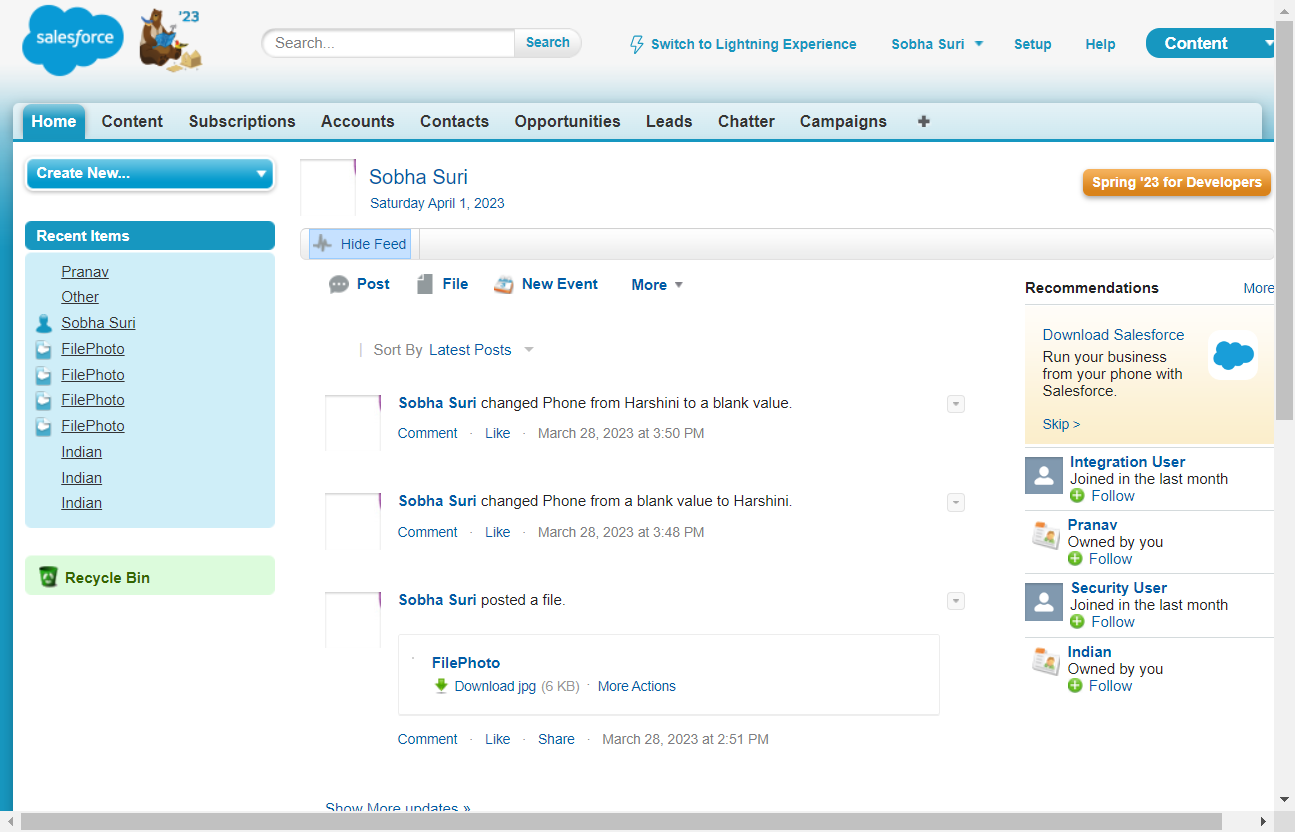 salesforce
'23
Search...
Search
Switch to Lightning Experience
Sobha Suri
Setup
Help
Content
Home
Content
Subscriptions
Accounts
Contacts
Opportunities
Leads
Chatter
Campaigns
Create New...
Recent Items
Pranav
Other
Sobha Suri
FilePhoto
FilePhoto
FilePhoto
FilePhoto
Indian
Indian
Indian
Recycle Bin
Sobha Suri
Saturday April 1, 2023
Spring '23 for Developers
Hide Feed
Post
File
New Event
More
| Sort By Latest Posts
Sobha Suri changed Phone from Harshini to a blank value.
Comment · Like · March 28, 2023 at 3:50 PM
Sobha Suri changed Phone from a blank value to Harshini.
Comment · Like · March 28, 2023 at 3:48 PM
Sobha Suri posted a file.
FilePhoto
Download jpg (6 KB) · More Actions
Comment · Like · Share · March 28, 2023 at 2:51 PM
Show More updates »
Recommendations
More
Download Salesforce
Run your business
from your phone with
Salesforce.
Skip >
Integration User
Joined in the last month
Follow
Pranav
Owned by you
Follow
Security User
Joined in the last month
Follow
Indian
Owned by you
Follow